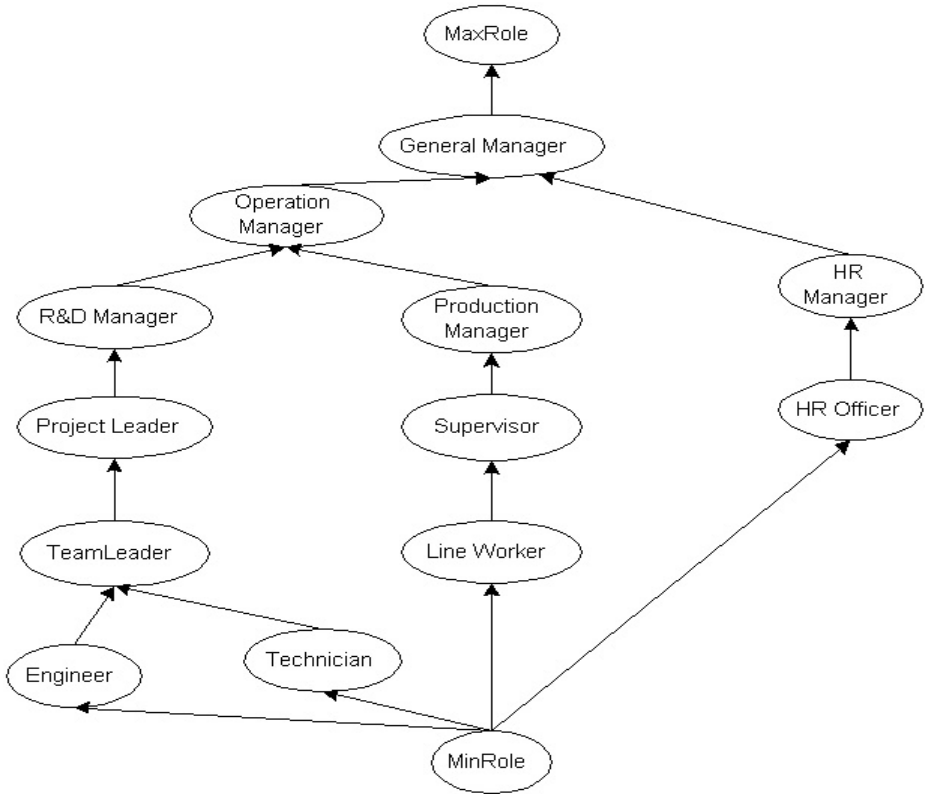 MaxRole
General Manager
Operation
Manager
HR
Manager
R&D Manager
Production
Manager
Project Leader
Supervisor
HR Officer
TeamLeader
Line Worker
Engineer
Technician
MinRole